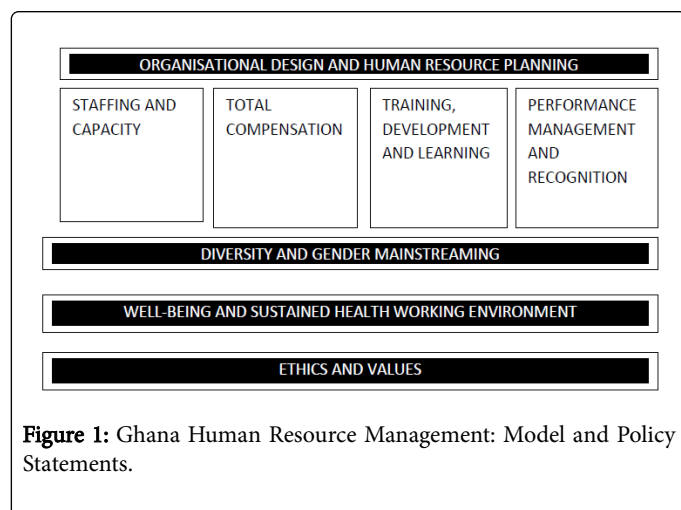 ORGANISATIONAL DESIGN AND HUMAN RESOURCE PLANNING
STAFFING AND
CAPACITY
TOTAL
COMPENSATION
TRAINING,
DEVELOPMENT
AND LEARNING
PERFORMANCE
MANAGEMENT
AND
RECOGNITION
DIVERSITY AND GENDER MAINSTREAMING
WELL-BEING AND SUSTAINED HEALTH WORKING ENVIRONMENT
ETHICS AND VALUES
Figure 1: Ghana Human Resource Management: Model and Policy
Statements.